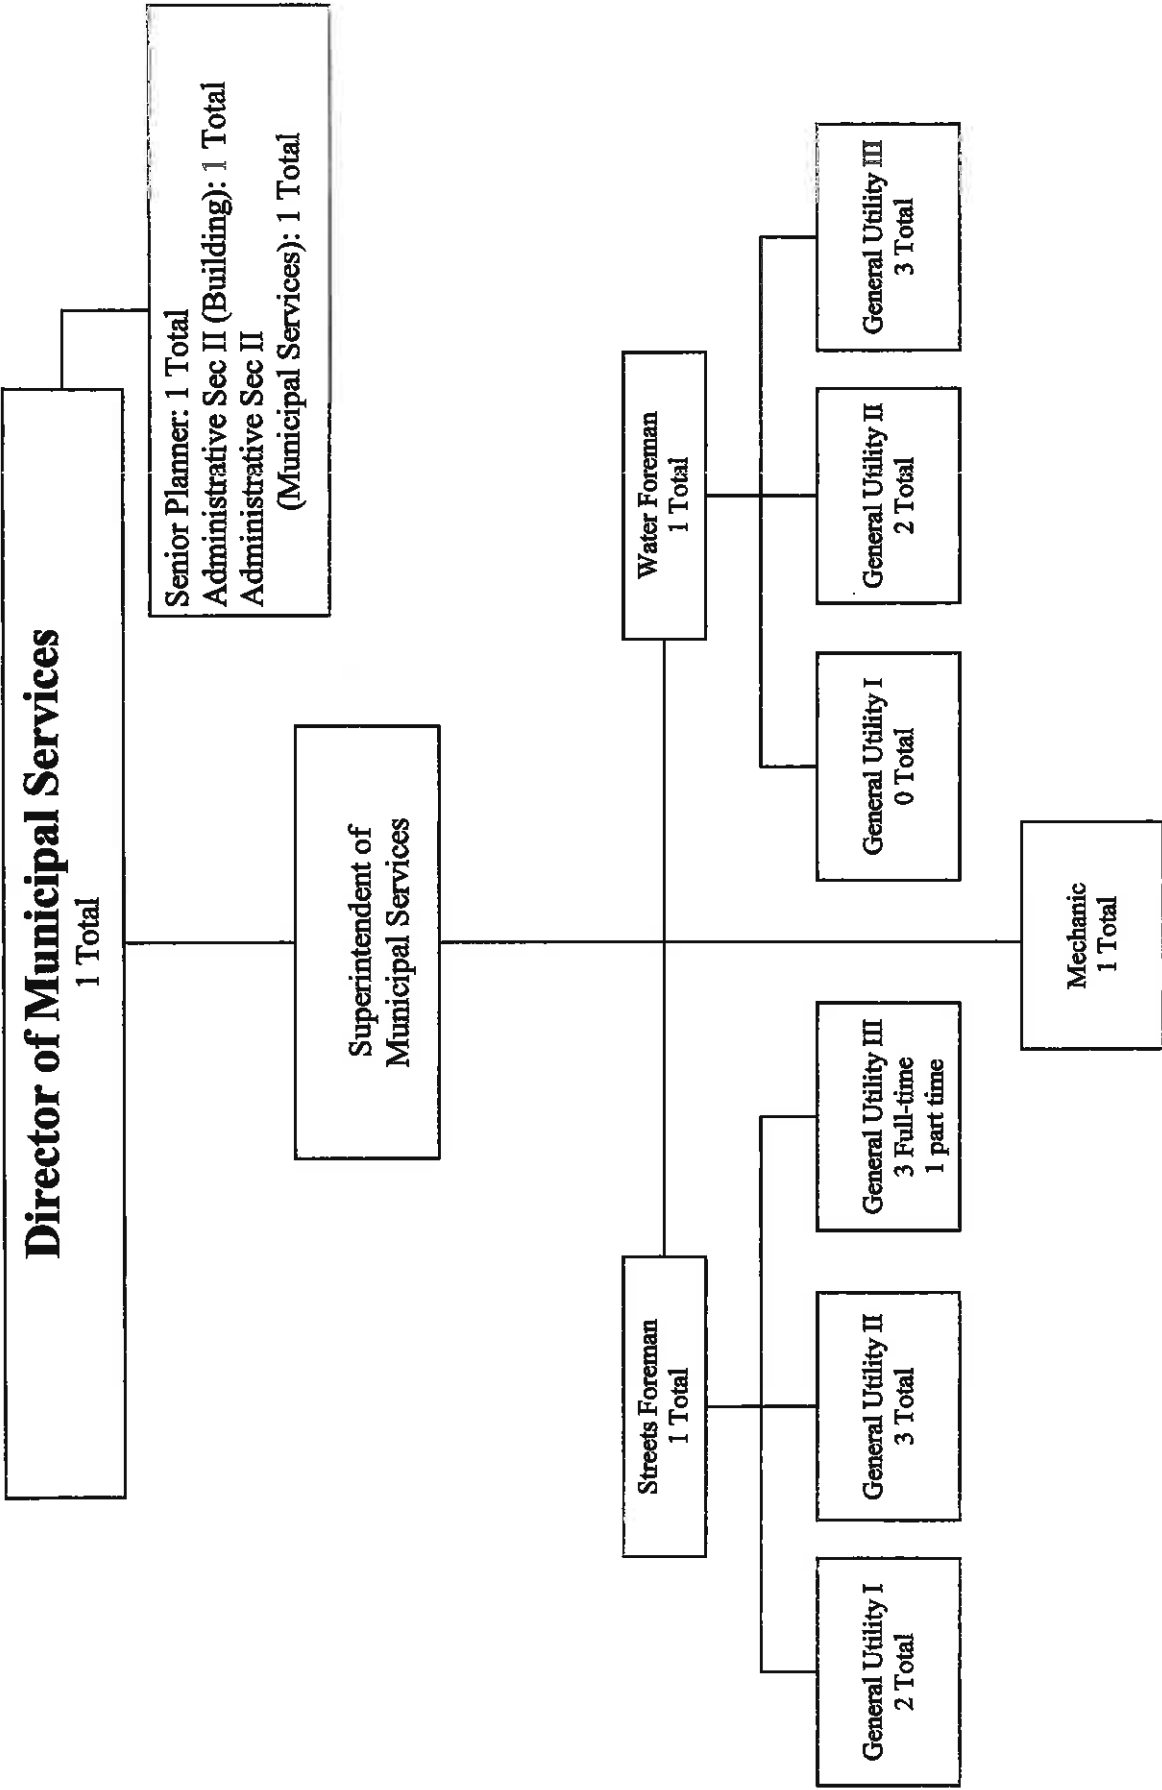 Director of Municipal Services
1 Total
Senior Planner: 1 Total
Administrative Sec II (Building): 1 Total
Administrative Sec II
(Municipal Services): 1 Total
Superintendent of
Municipal Services
Streets Foreman
1 Total
Water Foreman
1 Total
General Utility I
2 Total
General Utility II
3 Total
General Utility III
3 Full-time
1 part time
General Utility I
0 Total
General Utility II
2 Total
General Utility III
3 Total
Mechanic
1 Total